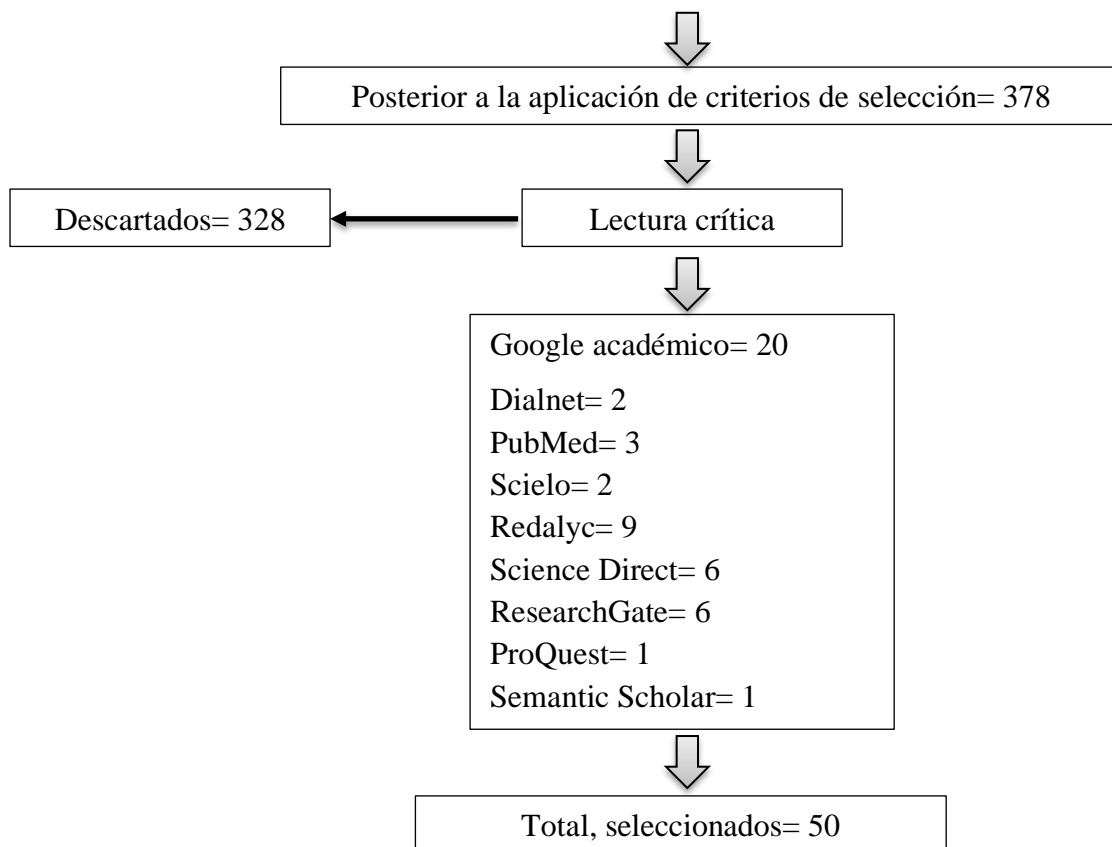 Posterior a la aplicación de criterios de selección= 378
Descartados= 328
Lectura crítica
Google académico= 20
Dialnet= 2
PubMed= 3
Scielo= 2
Redalyc= 9
Science Direct= 6
ResearchGate= 6
ProQuest= 1
Semantic Scholar= 1
Total, seleccionados= 50